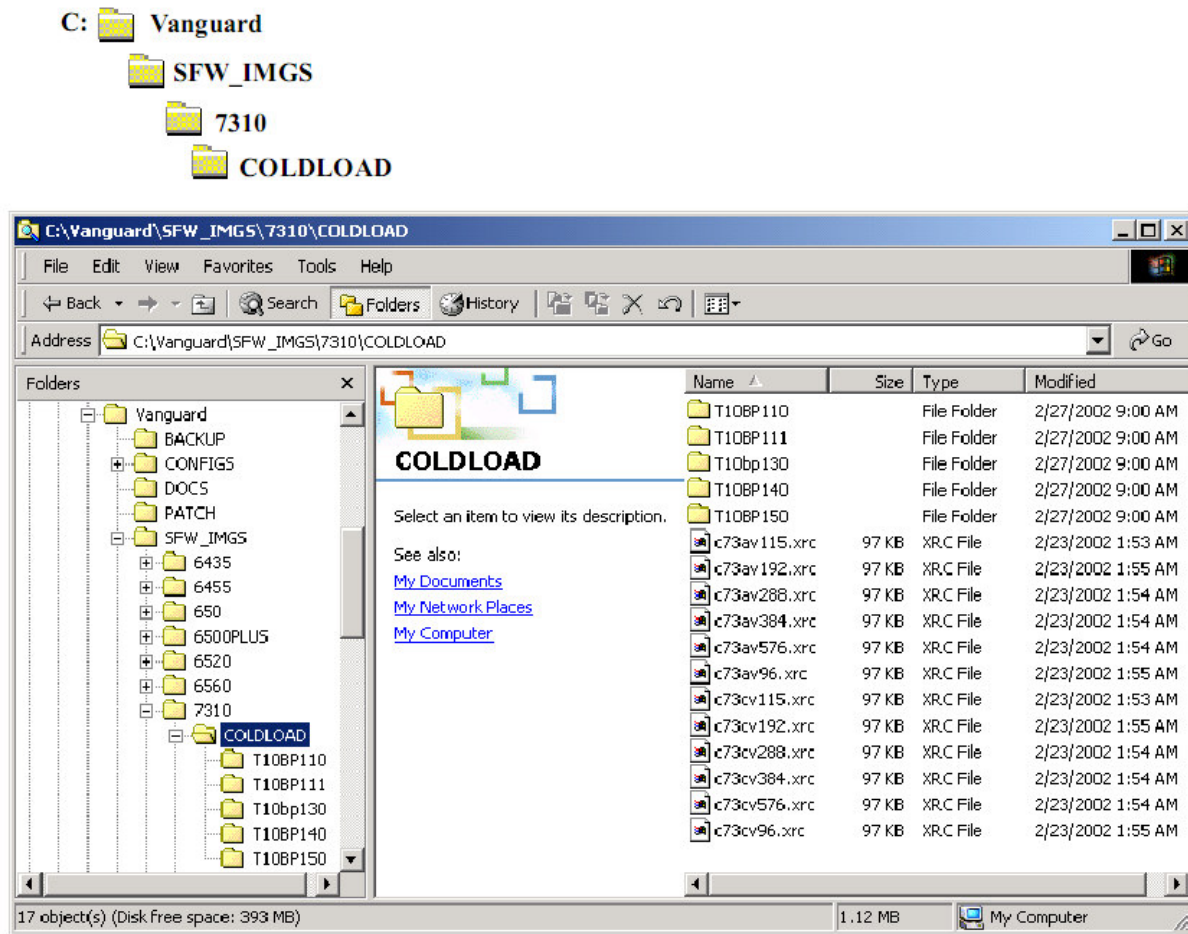 C: Vanguard
SFW_IMGS
7310
COLDLOAD
C:\Vanguard\SFW_IMGS\7310\COLDLOAD
File Edit View Favorites Tools Help
Back Search Folders History
Address C:\Vanguard\SFW_IMGS\7310\COLDLOAD Go
Folders
Vanguard
BACKUP
CONFIGS
DOCS
PATCH
SFW_IMGS
6435
6455
650
6500PLUS
6520
6560
7310
COLDLOAD
T10BP110
T10BP111
T10bp130
T10BP140
T10BP150
COLDLOAD
Select an item to view its description.
See also:
My Documents
My Network Places
My Computer
Name Size Type Modified
T10BP110 File Folder 2/27/2002 9:00 AM
T10BP111 File Folder 2/27/2002 9:00 AM
T10bp130 File Folder 2/27/2002 9:00 AM
T10BP140 File Folder 2/27/2002 9:00 AM
T10BP150 File Folder 2/27/2002 9:00 AM
c73av115.xrc 97 KB XRC File 2/23/2002 1:53 AM
c73av192.xrc 97 KB XRC File 2/23/2002 1:55 AM
c73av288.xrc 97 KB XRC File 2/23/2002 1:54 AM
c73av384.xrc 97 KB XRC File 2/23/2002 1:54 AM
c73av576.xrc 97 KB XRC File 2/23/2002 1:54 AM
c73av96.xrc 97 KB XRC File 2/23/2002 1:55 AM
c73cv115.xrc 97 KB XRC File 2/23/2002 1:53 AM
c73cv192.xrc 97 KB XRC File 2/23/2002 1:55 AM
c73cv288.xrc 97 KB XRC File 2/23/2002 1:54 AM
c73cv384.xrc 97 KB XRC File 2/23/2002 1:54 AM
c73cv576.xrc 97 KB XRC File 2/23/2002 1:54 AM
c73cv96.xrc 97 KB XRC File 2/23/2002 1:55 AM
17 object(s) (Disk free space: 393 MB) 1.12 MB My Computer